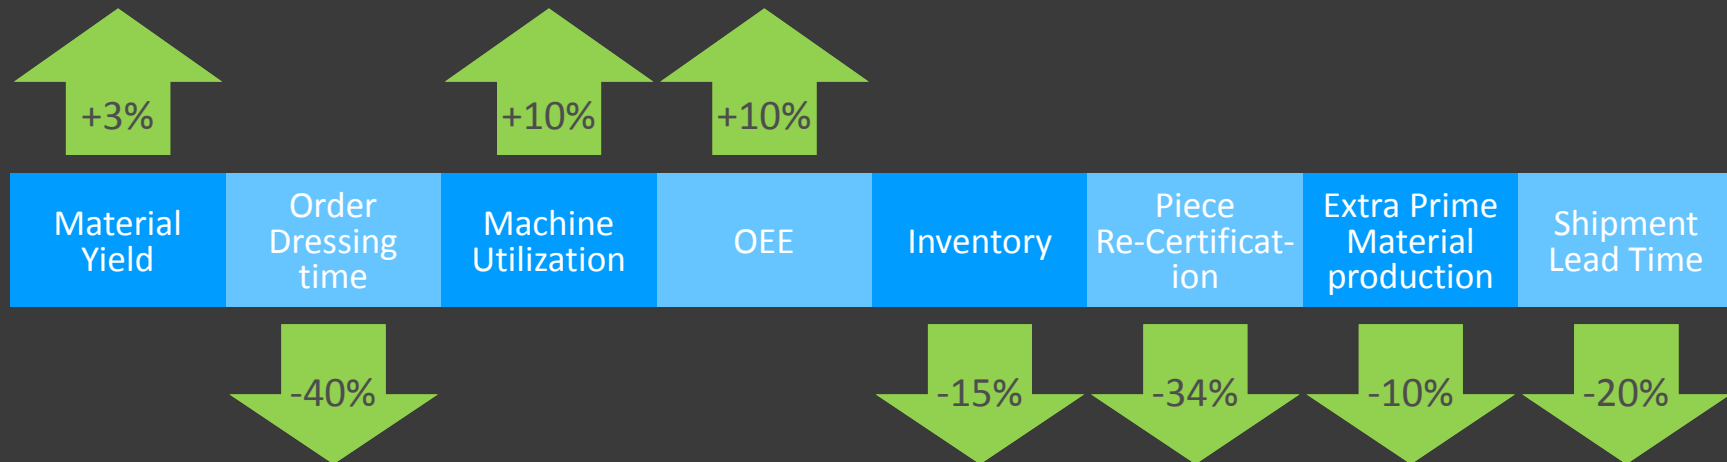 +3%
+10%
+10%
Material
Yield
Order
Dressing
time
Machine
Utilization
OEE
Inventory
Piece
Re-Certificat-
ion
Extra Prime
Material
production
Shipment
Lead Time
-40%
-15%
-34%
-10%
-20%